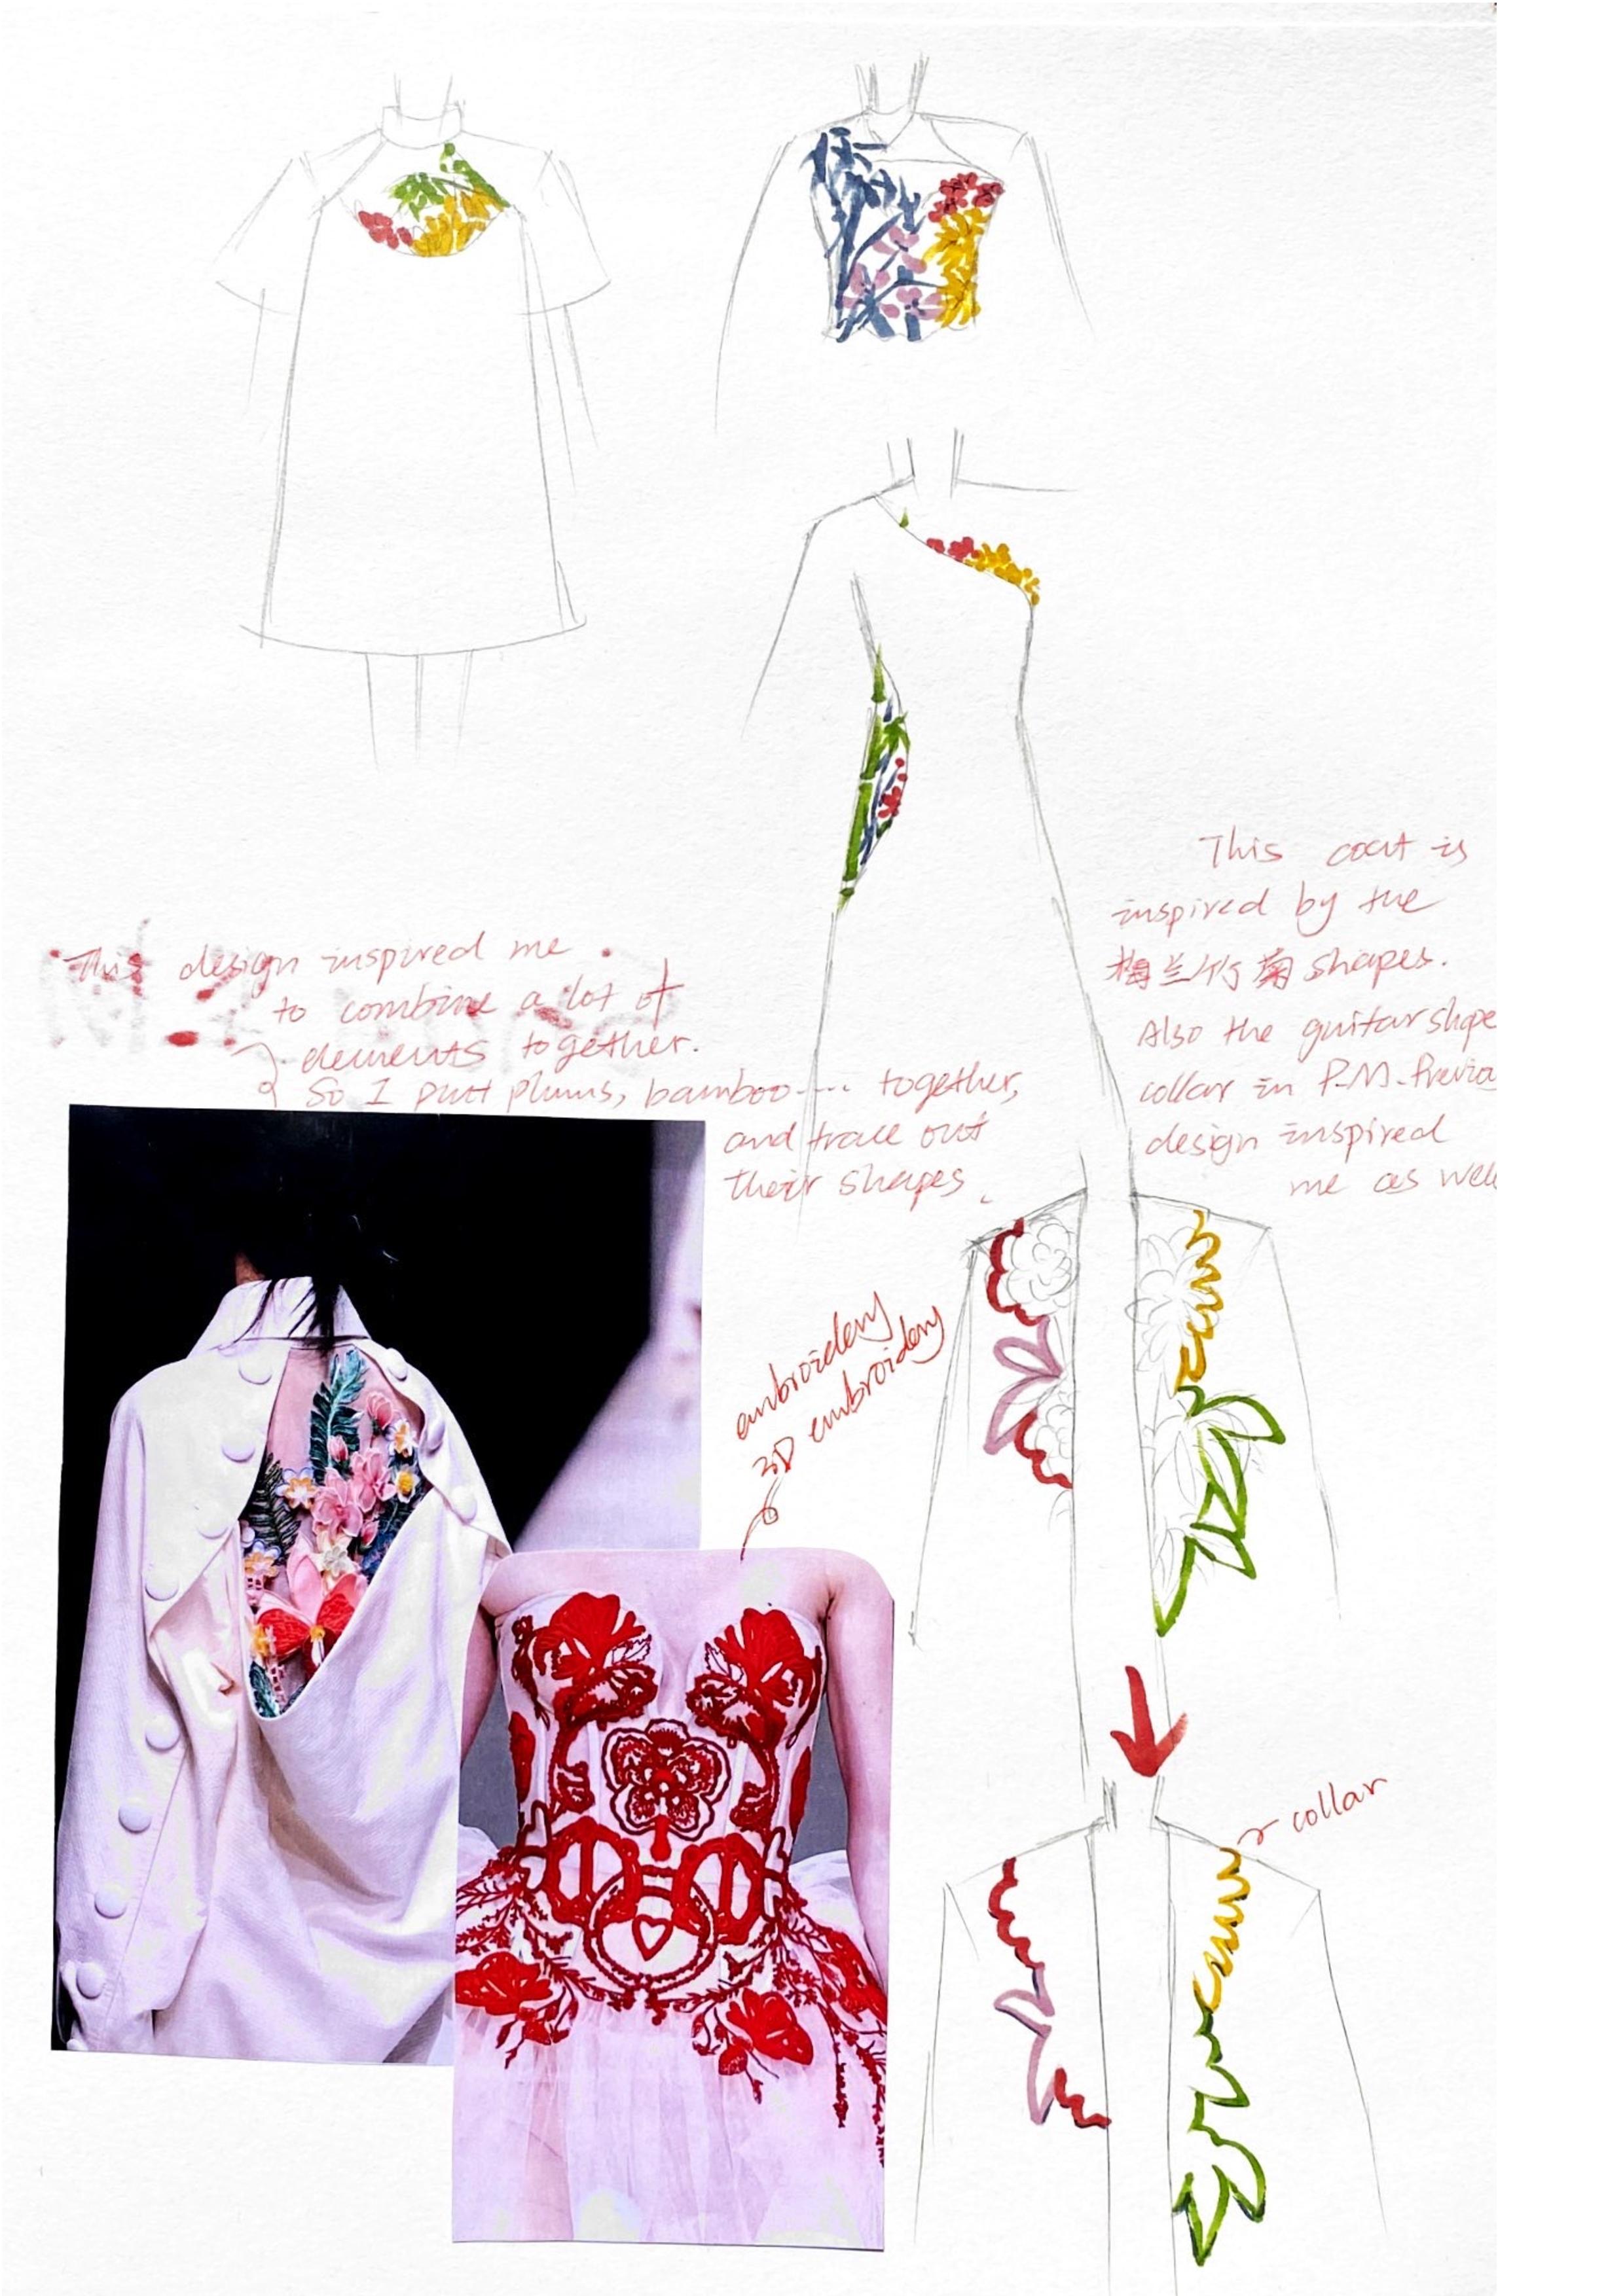 This design inspired me
to combine a lot of
elements together.
So I putt plums, bamboo---- together,
and trace out
their shapes.
This coat is
inspired by the
梅兰竹菊 shapes.
Also the guitar shape
collar in P.M. Previa
design inspired
me as well
embroidery
3D embroidery
collar